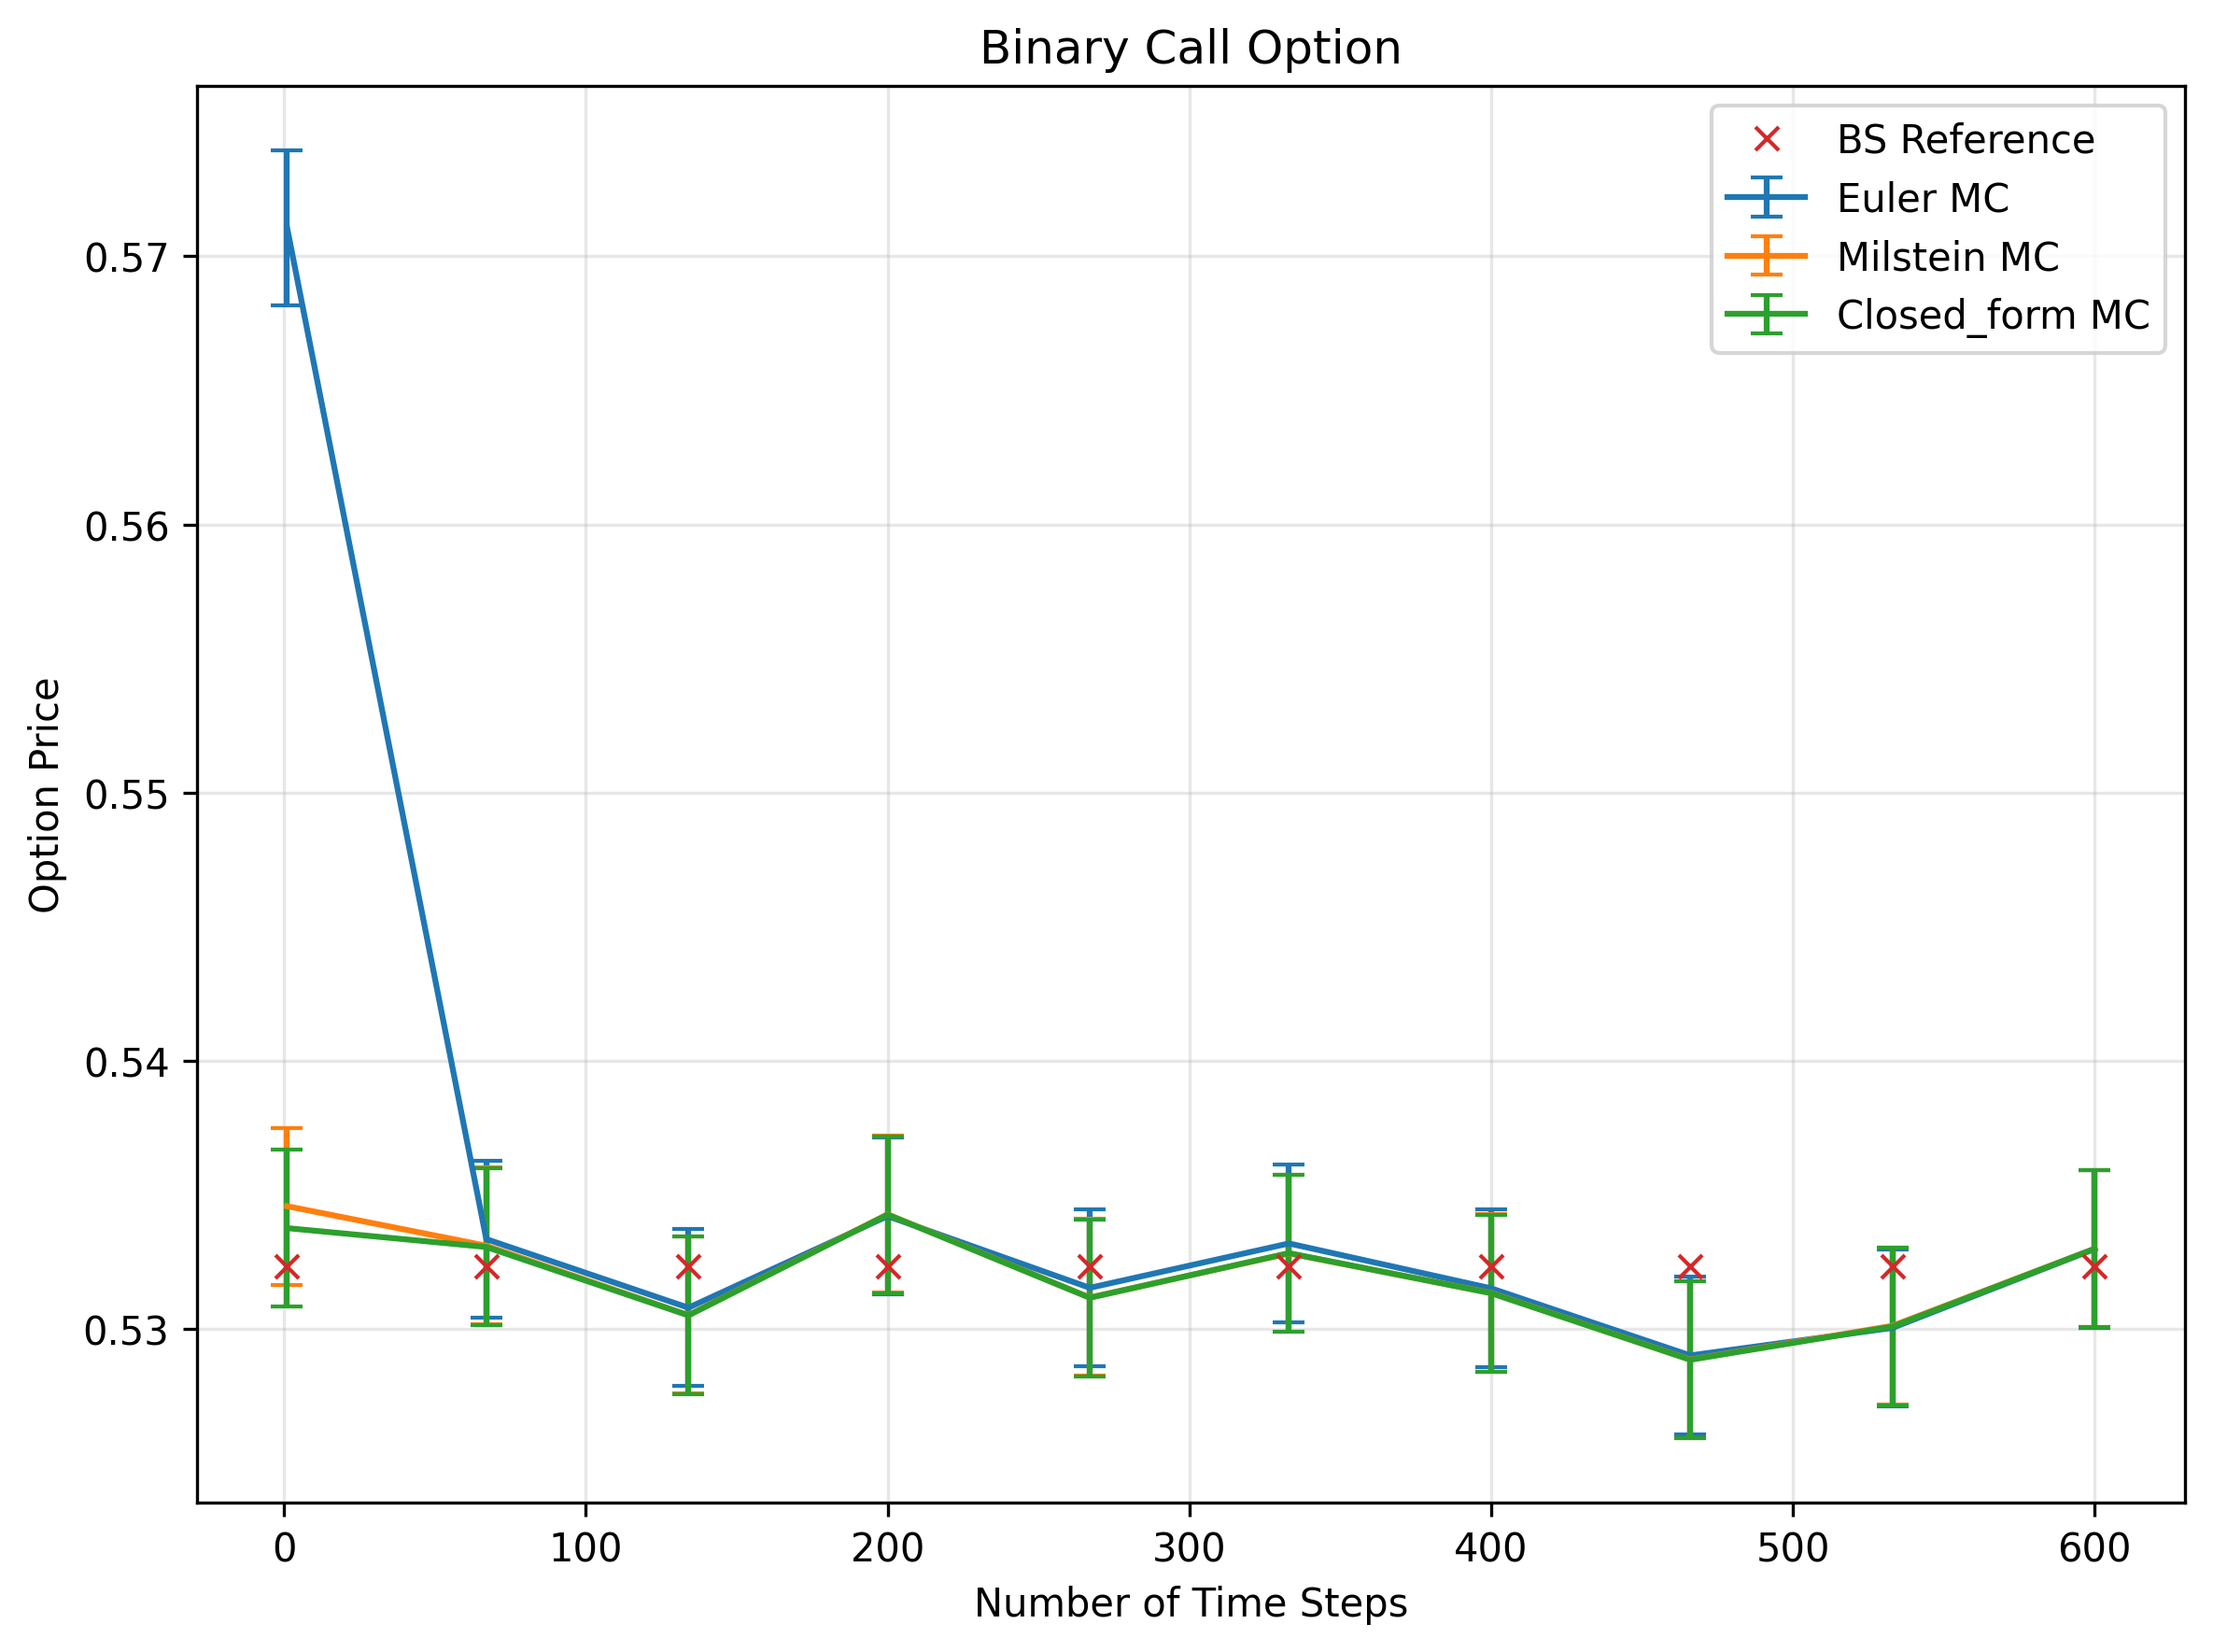 Binary Call Option
BS Reference
Euler MC
Milstein MC
Closed_form MC
Option Price
0.57
0.56
0.55
0.54
0.53
0 100 200 300 400 500 600
Number of Time Steps